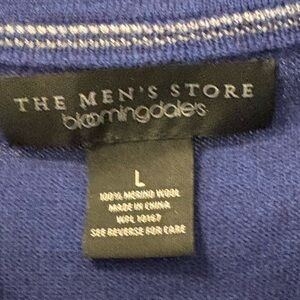 THE MEN'S STORE
bloomingdale's
L
100% MERINO WOOL
MADE IN CHINA
WPL 10167
SEE REVERSE FOR CARE